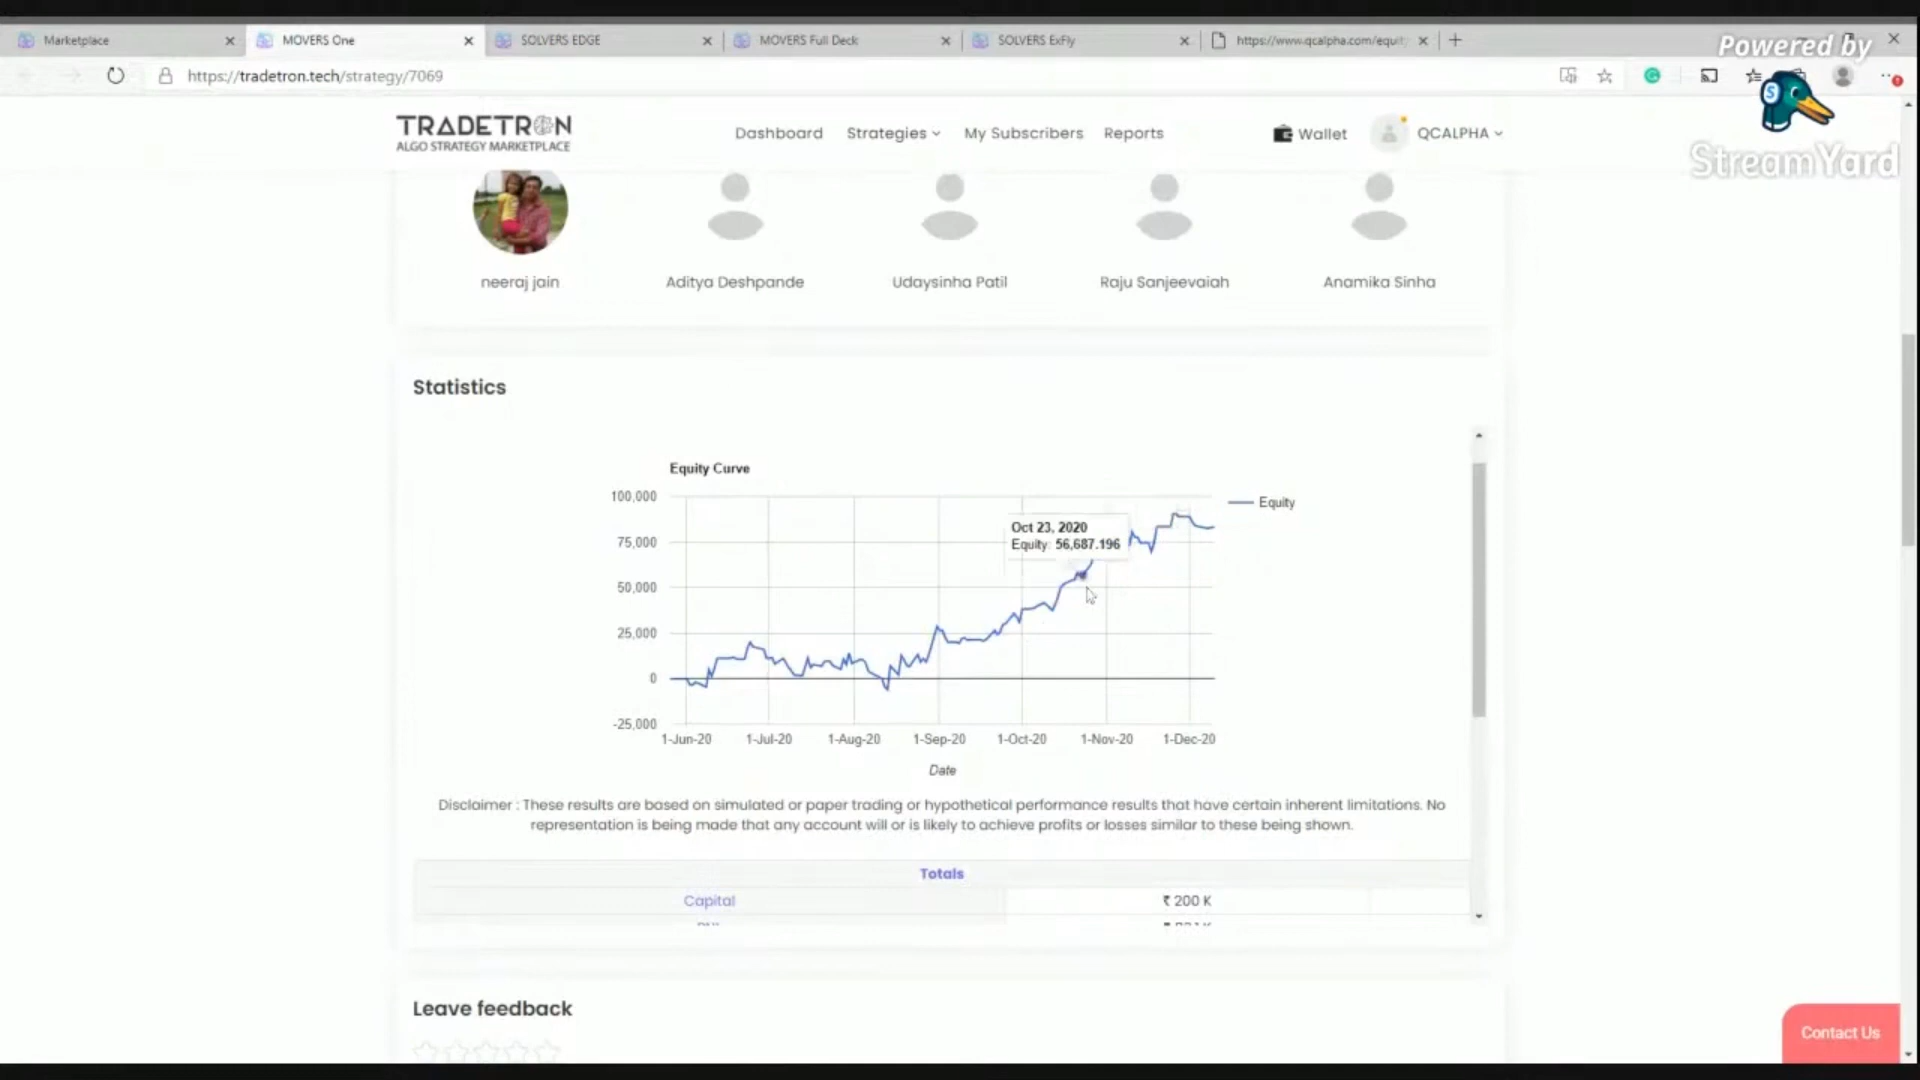 Marketplace
MOVERS One
SOLVERS EDGE
MOVERS Full Deck
SOLVERS ExFly
https://www.qcalpha.com/equit
Powered by
https://tradetron.tech/strategy/7069
StreamYard
TRADETRON
ALGO STRATEGY MARKETPLACE
Dashboard
Strategies
My Subscribers
Reports
Wallet
QCALPHA
neeraj jain
Aditya Deshpande
Udaysinha Patil
Raju Sanjeevaiah
Anamika Sinha
Statistics
Equity Curve
100,000
75,000
50,000
25,000
0
-25,000
Equity
Oct 23, 2020
Equity: 56,687.196
1-Jun-20
1-Jul-20
1-Aug-20
1-Sep-20
1-Oct-20
1-Nov-20
1-Dec-20
Date
Disclaimer : These results are based on simulated or paper trading or hypothetical performance results that have certain inherent limitations. No
representation is being made that any account will or is likely to achieve profits or losses similar to these being shown.
Totals
Capital
₹ 200 K
Leave feedback
Contact Us